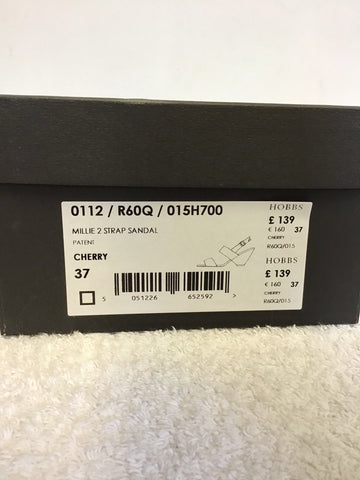 0112 / R60Q / 015H700
MILLIE 2 STRAP SANDAL
PATENT
CHERRY
37
5 051226 652592 >
HOBBS
£ 139
€ 160 37
CHERRY
R60Q/015
HOBBS
£ 139
€ 160 37
CHERRY
R60Q/015